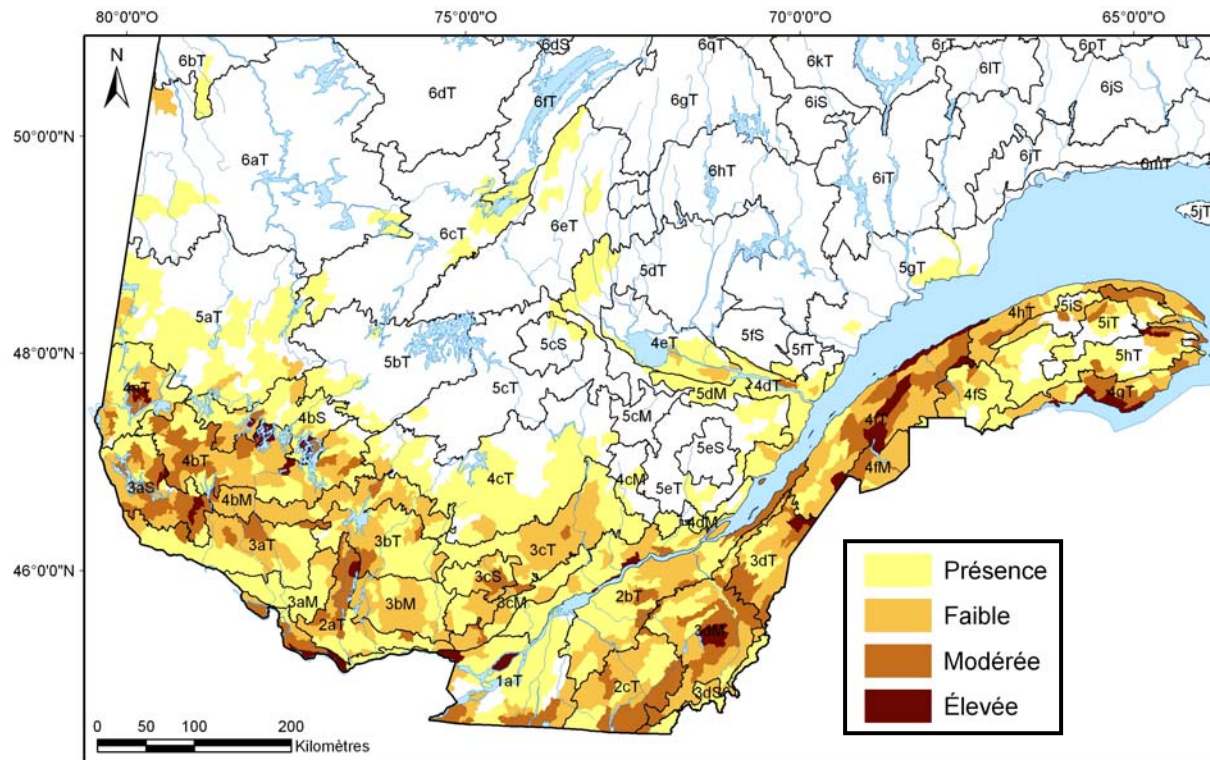 80°0'0"O 75°0'0"O 70°0'0"O 65°0'0"O
N
6bT 6dS 6qT 6rT 6pT
6dT 6fT 6gT 6kT 6iS 6lT 6jS
50°0'0"N
6aT 6hT 6iT 6jT 6mT
6cT 6eT 5jT
5dT 5gT
5aT 4hT 5iS 5iT
48°0'0"N
5bT 5cS 4eT 5fS 5fT 5hT
4aT 4bS 5cT 5dM 4dT 4fS 4gT
5cM 4fT
4bT 4cT 5eS 4fM
3aS 4bM 4cM 5eT
4dM
3aT 3bT 3cT 3dT
46°0'0"N
3aM 3bM 3cS 3cM 2bT
2aT 3dM
1aT 2cT 3dS
Présence
Faible
Modérée
Élevée
0 50 100 200
Kilomètres